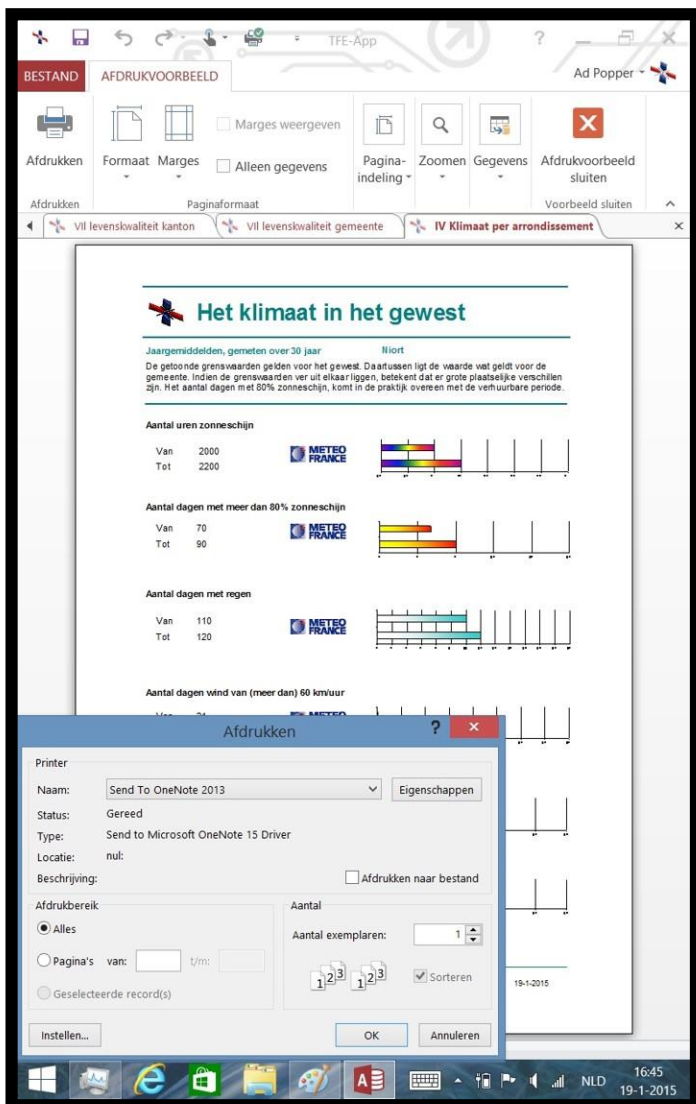 TFE-App
?
BESTAND
AFDRUKVOORBEELD
Ad Popper
Afdrukken
Formaat
Marges
Marges weergeven
Alleen gegevens
Pagina-
indeling
Zoomen
Gegevens
Afdrukvoorbeeld
sluiten
Afdrukken
Paginaformaat
Voorbeeld sluiten
VII levenskwaliteit kanton
VII levenskwaliteit gemeente
IV Klimaat per arrondissement
Het klimaat in het gewest
Jaargemiddelden, gemeten over 30 jaar
Niort
De getoonde grenswaarden gelden voor het gewest. Daartussen ligt de waarde wat geldt voor de
gemeente. Indien de grenswaarden ver uit elkaar liggen, betekent dat er grote plaatselijke verschillen
zijn. Het aantal dagen met 80% zonneschijn, komt in de praktijk overeen met de verhuurbare periode.
Aantal uren zonneschijn
Van 2000
Tot 2200
METEO
FRANCE
Aantal dagen met meer dan 80% zonneschijn
Van 70
Tot 90
METEO
FRANCE
Aantal dagen met regen
Van 110
Tot 120
METEO
FRANCE
Aantal dagen wind van (meer dan) 60 km/uur
Afdrukken
?
Printer
Naam: Send To OneNote 2013
Eigenschappen
Status: Gereed
Type: Send to Microsoft OneNote 15 Driver
Locatie: nul:
Beschrijving:
Afdrukken naar bestand
Afdrukbereik
Alles
Pagina's van: t/m:
Geselecteerde record(s)
Aantal
Aantal exemplaren: 1
1 2 3 1 2 3
Sorteren
Instellen...
OK
Annuleren
19-1-2015
NLD
16:45
19-1-2015